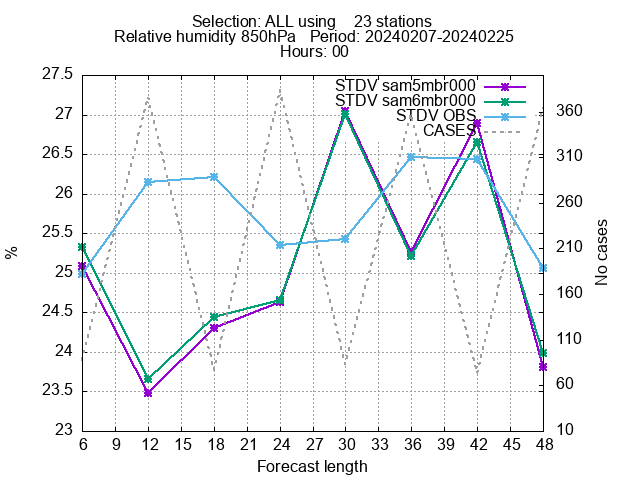 Selection: ALL using    23 stations
Relative humidity 850hPa   Period: 20240207-20240225
Hours: 00
27.5
27
26.5
26
25.5
25
24.5
24
23.5
23
%
STDV sam5mbr000
STDV sam6mbr000
STDV OBS
CASES
360
310
260
210
160
110
60
10
No cases
6 9 12 15 18 21 24 27 30 33 36 39 42 45 48
Forecast length